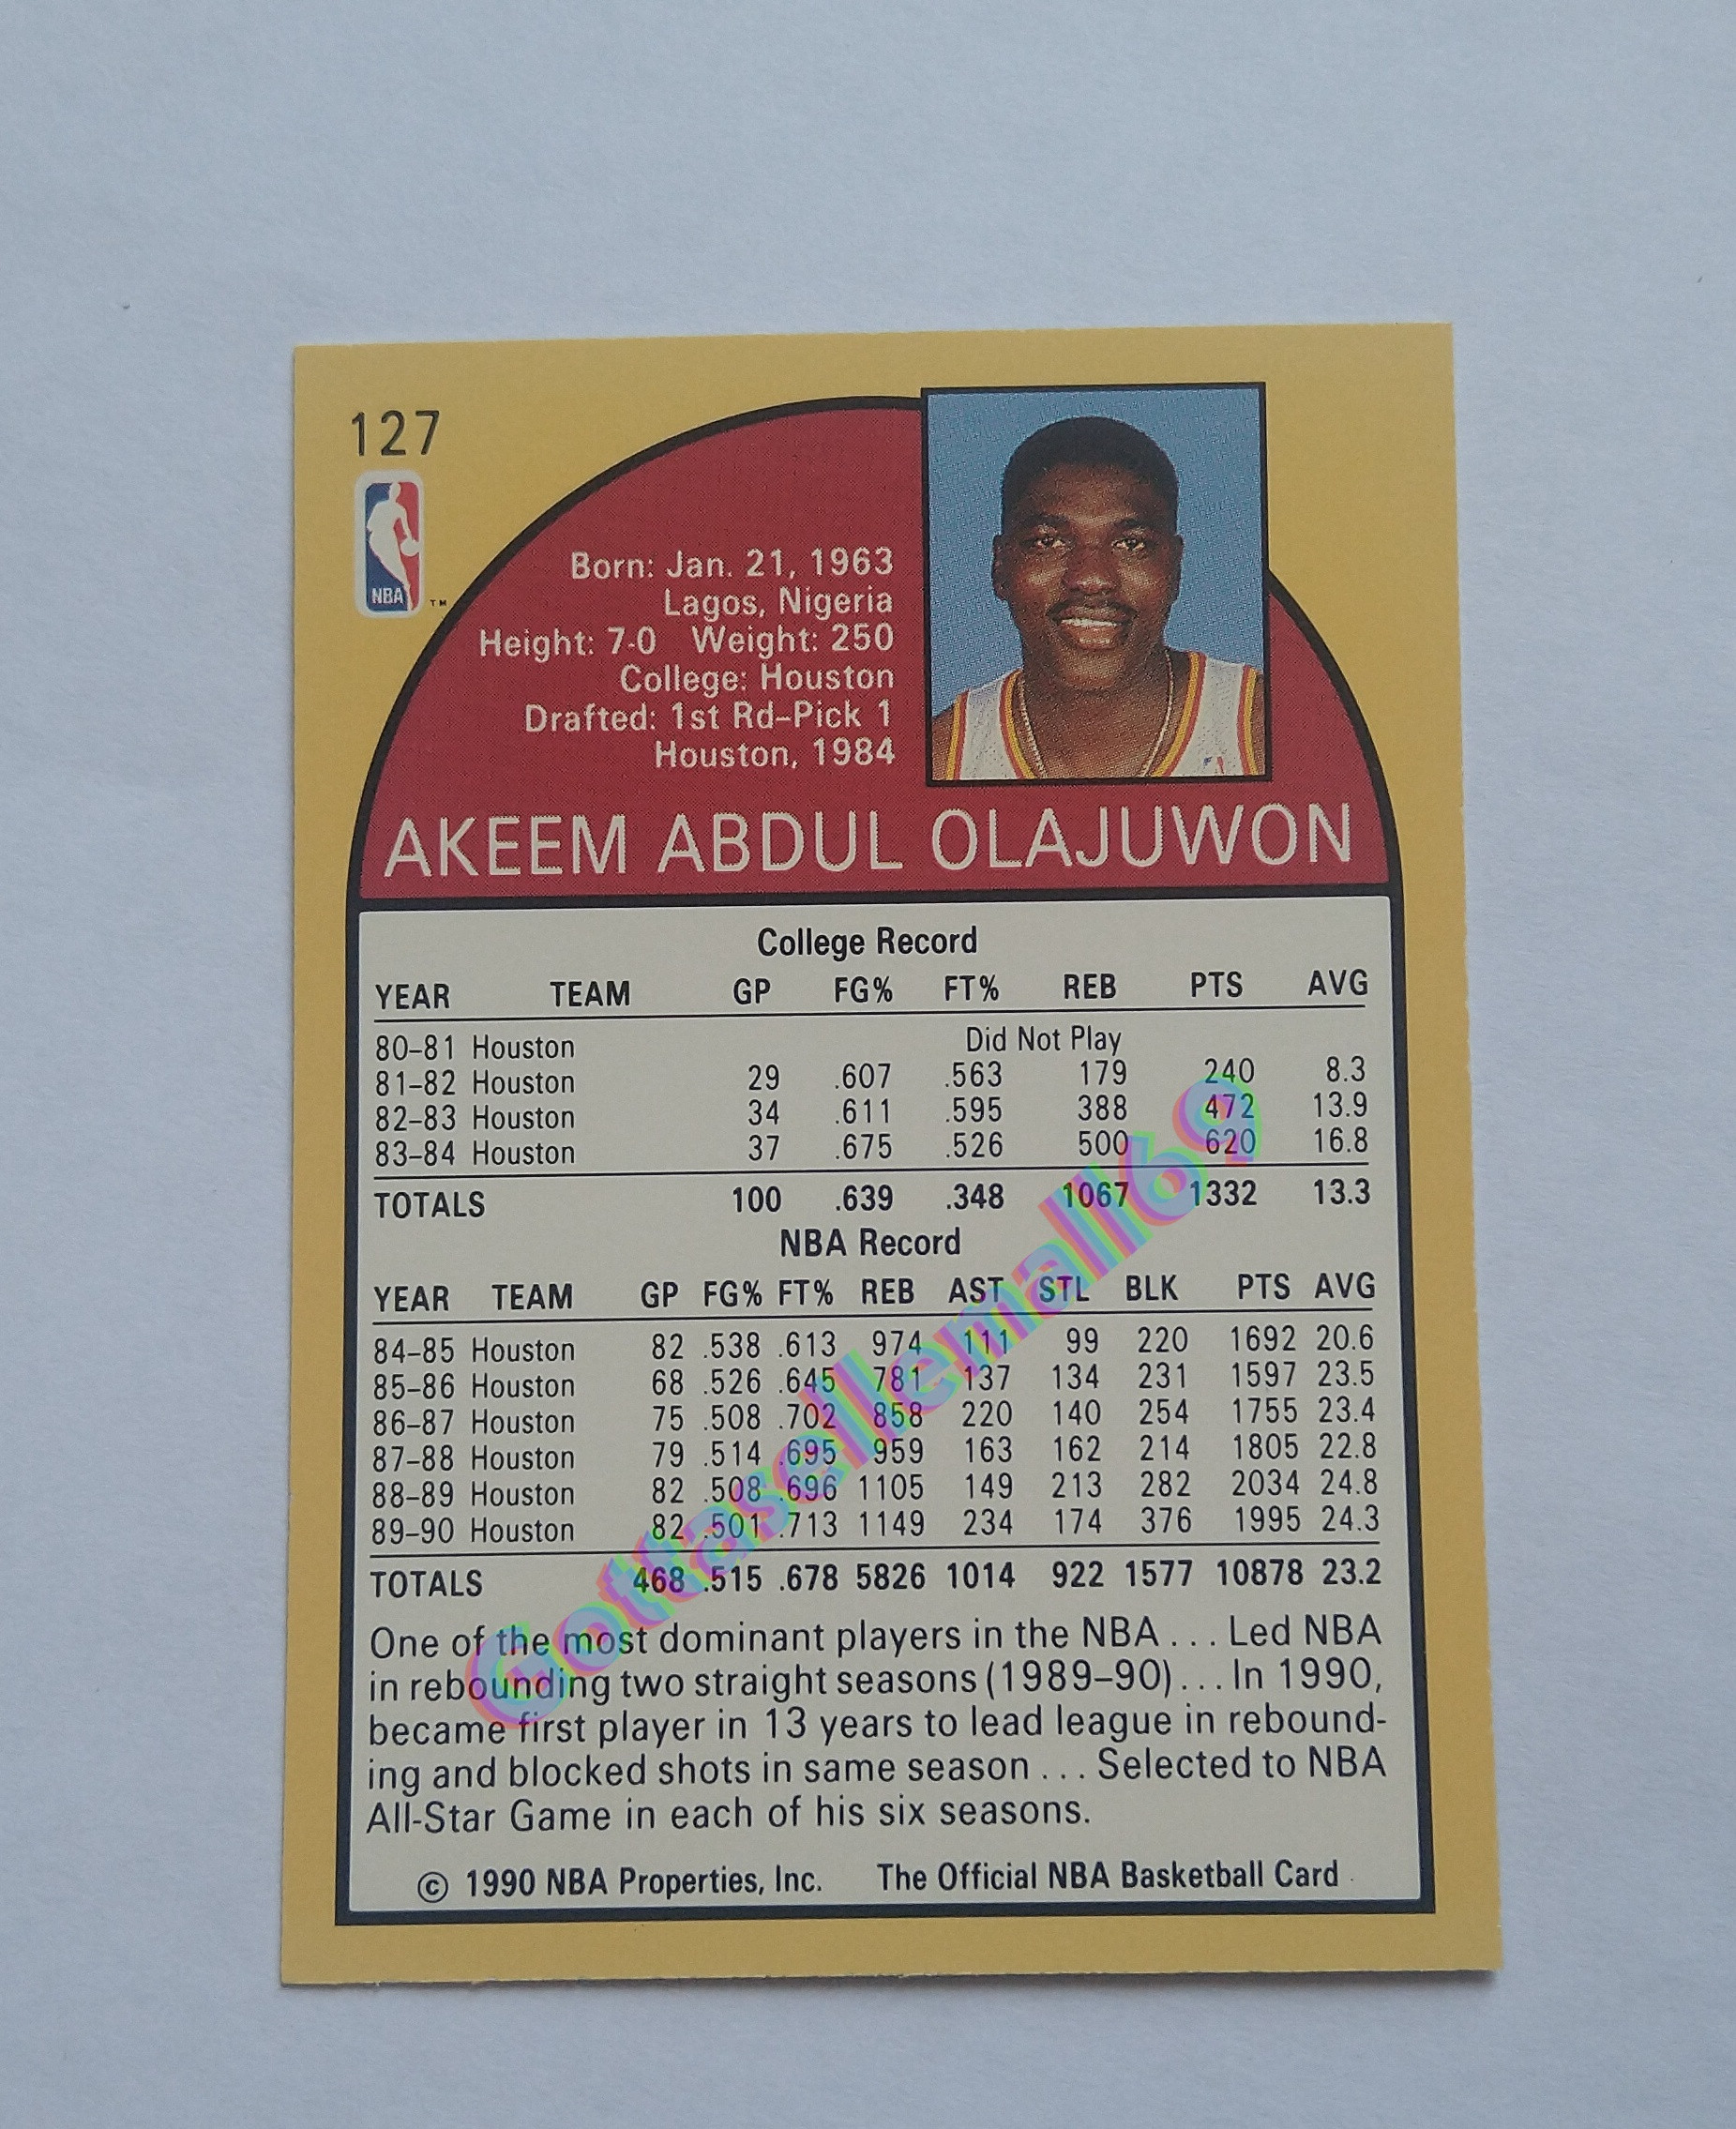 127
NBA
TM
Born: Jan. 21, 1963
Lagos, Nigeria
Height: 7-0 Weight: 250
College: Houston
Drafted: 1st Rd–Pick 1
Houston, 1984
AKEEM ABDUL OLAJUWON
College Record
YEAR TEAM GP FG% FT% REB PTS AVG
80–81 Houston Did Not Play
81–82 Houston 29 .607 .563 179 240 8.3
82–83 Houston 34 .611 .595 388 472 13.9
83–84 Houston 37 .675 .526 500 620 16.8
TOTALS 100 .639 .348 1067 1332 13.3
NBA Record
YEAR TEAM GP FG% FT% REB AST STL BLK PTS AVG
84–85 Houston 82 .538 .613 974 111 99 220 1692 20.6
85–86 Houston 68 .526 .645 781 137 134 231 1597 23.5
86–87 Houston 75 .508 .702 858 220 140 254 1755 23.4
87–88 Houston 79 .514 .695 959 163 162 214 1805 22.8
88–89 Houston 82 .508 .696 1105 149 213 282 2034 24.8
89–90 Houston 82 .501 .713 1149 234 174 376 1995 24.3
TOTALS 468 .515 .678 5826 1014 922 1577 10878 23.2
One of the most dominant players in the NBA . . . Led NBA
in rebounding two straight seasons (1989–90) . . . In 1990,
became first player in 13 years to lead league in rebound-
ing and blocked shots in same season . . . Selected to NBA
All-Star Game in each of his six seasons.
© 1990 NBA Properties, Inc. The Official NBA Basketball Card
Gottasellemall69